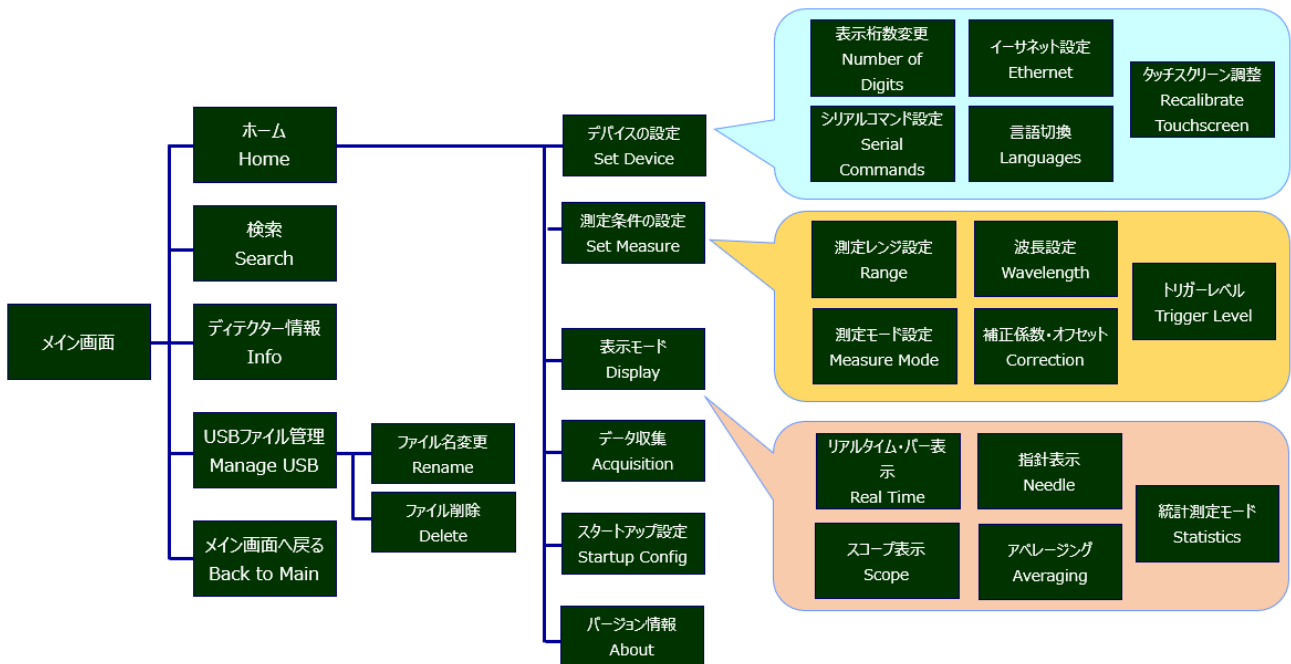 メイン画面
ホーム
Home
検索
Search
ディテクター情報
Info
USBファイル管理
Manage USB
メイン画面へ戻る
Back to Main
ファイル名変更
Rename
ファイル削除
Delete
デバイスの設定
Set Device
測定条件の設定
Set Measure
表示モード
Display
データ収集
Acquisition
スタートアップ設定
Startup Config
バージョン情報
About
表示桁数変更
Number of
Digits
イーサネット設定
Ethernet
シリアルコマンド設定
Serial
Commands
言語切換
Languages
タッチスクリーン調整
Recalibrate
Touchscreen
測定レンジ設定
Range
波長設定
Wavelength
測定モード設定
Measure Mode
補正係数・オフセット
Correction
トリガーレベル
Trigger Level
リアルタイム・バー表
示
Real Time
指針表示
Needle
スコープ表示
Scope
アベレージング
Averaging
統計測定モード
Statistics